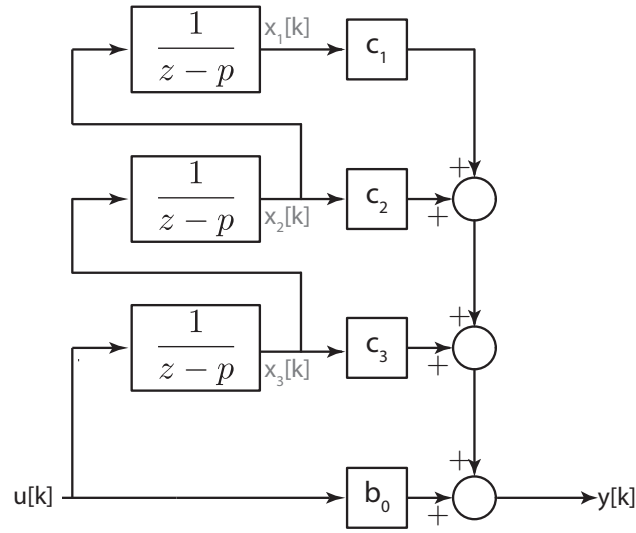 1 / (z − p)
x₁[k]
c₁
+
1 / (z − p)
x₂[k]
c₂
+
+
1 / (z − p)
x₃[k]
c₃
+
+
u[k]
b₀
+
y[k]